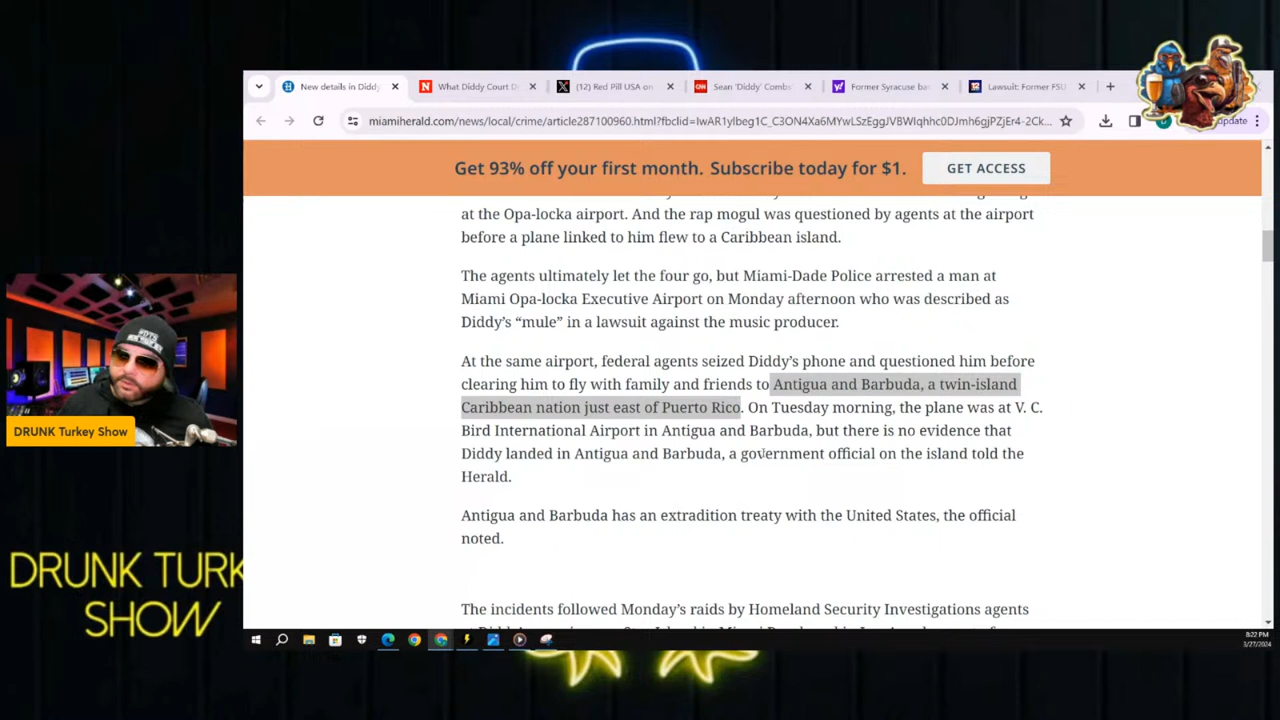 New details in Diddy
What Diddy Court D
(12) Red Pill USA on
Sean 'Diddy' Combs
Former Syracuse ba
Lawsuit: Former FSU
miamiherald.com/news/local/crime/article287100960.html?fbclid=IwAR1ylbeg1C_C3ON4Xa6MYwLSzEggJVBWIqhhc0DJmh6gjPZjEr4-2Ck...
update
Get 93% off your first month. Subscribe today for $1.
GET ACCESS
at the Opa-locka airport. And the rap mogul was questioned by agents at the airport
before a plane linked to him flew to a Caribbean island.
The agents ultimately let the four go, but Miami-Dade Police arrested a man at
Miami Opa-locka Executive Airport on Monday afternoon who was described as
Diddy’s “mule” in a lawsuit against the music producer.
At the same airport, federal agents seized Diddy’s phone and questioned him before
clearing him to fly with family and friends to Antigua and Barbuda, a twin-island
Caribbean nation just east of Puerto Rico. On Tuesday morning, the plane was at V. C.
Bird International Airport in Antigua and Barbuda, but there is no evidence that
Diddy landed in Antigua and Barbuda, a government official on the island told the
Herald.
Antigua and Barbuda has an extradition treaty with the United States, the official
noted.
The incidents followed Monday’s raids by Homeland Security Investigations agents
DRUNK Turkey Show
DRUNK TURK
SHOW
8:22 PM
3/27/2024